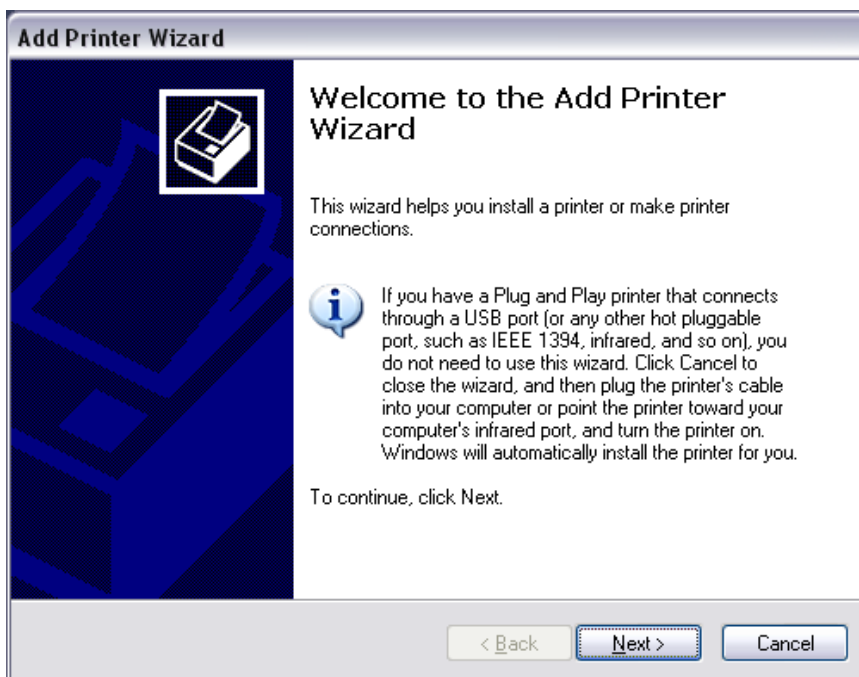 Add Printer Wizard
Welcome to the Add Printer
Wizard
This wizard helps you install a printer or make printer
connections.
If you have a Plug and Play printer that connects
through a USB port (or any other hot pluggable
port, such as IEEE 1394, infrared, and so on), you
do not need to use this wizard. Click Cancel to
close the wizard, and then plug the printer's cable
into your computer or point the printer toward your
computer's infrared port, and turn the printer on.
Windows will automatically install the printer for you.
To continue, click Next.
< Back Next > Cancel